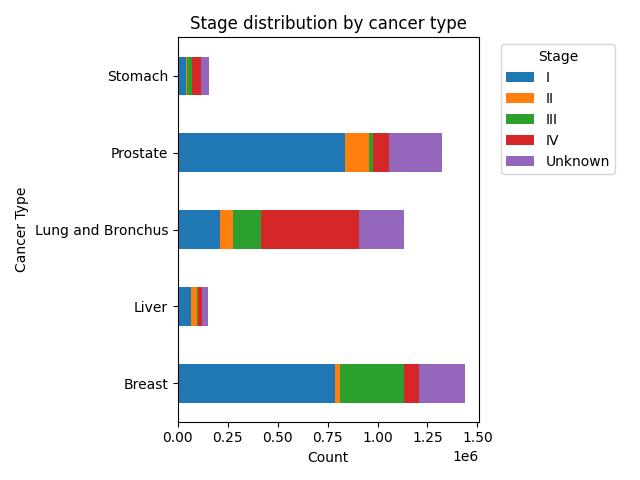 Stage distribution by cancer type
Stomach
Prostate
Lung and Bronchus
Liver
Breast
Cancer Type
0.00 0.25 0.50 0.75 1.00 1.25 1.50
1e6
Count
Stage
I
II
III
IV
Unknown